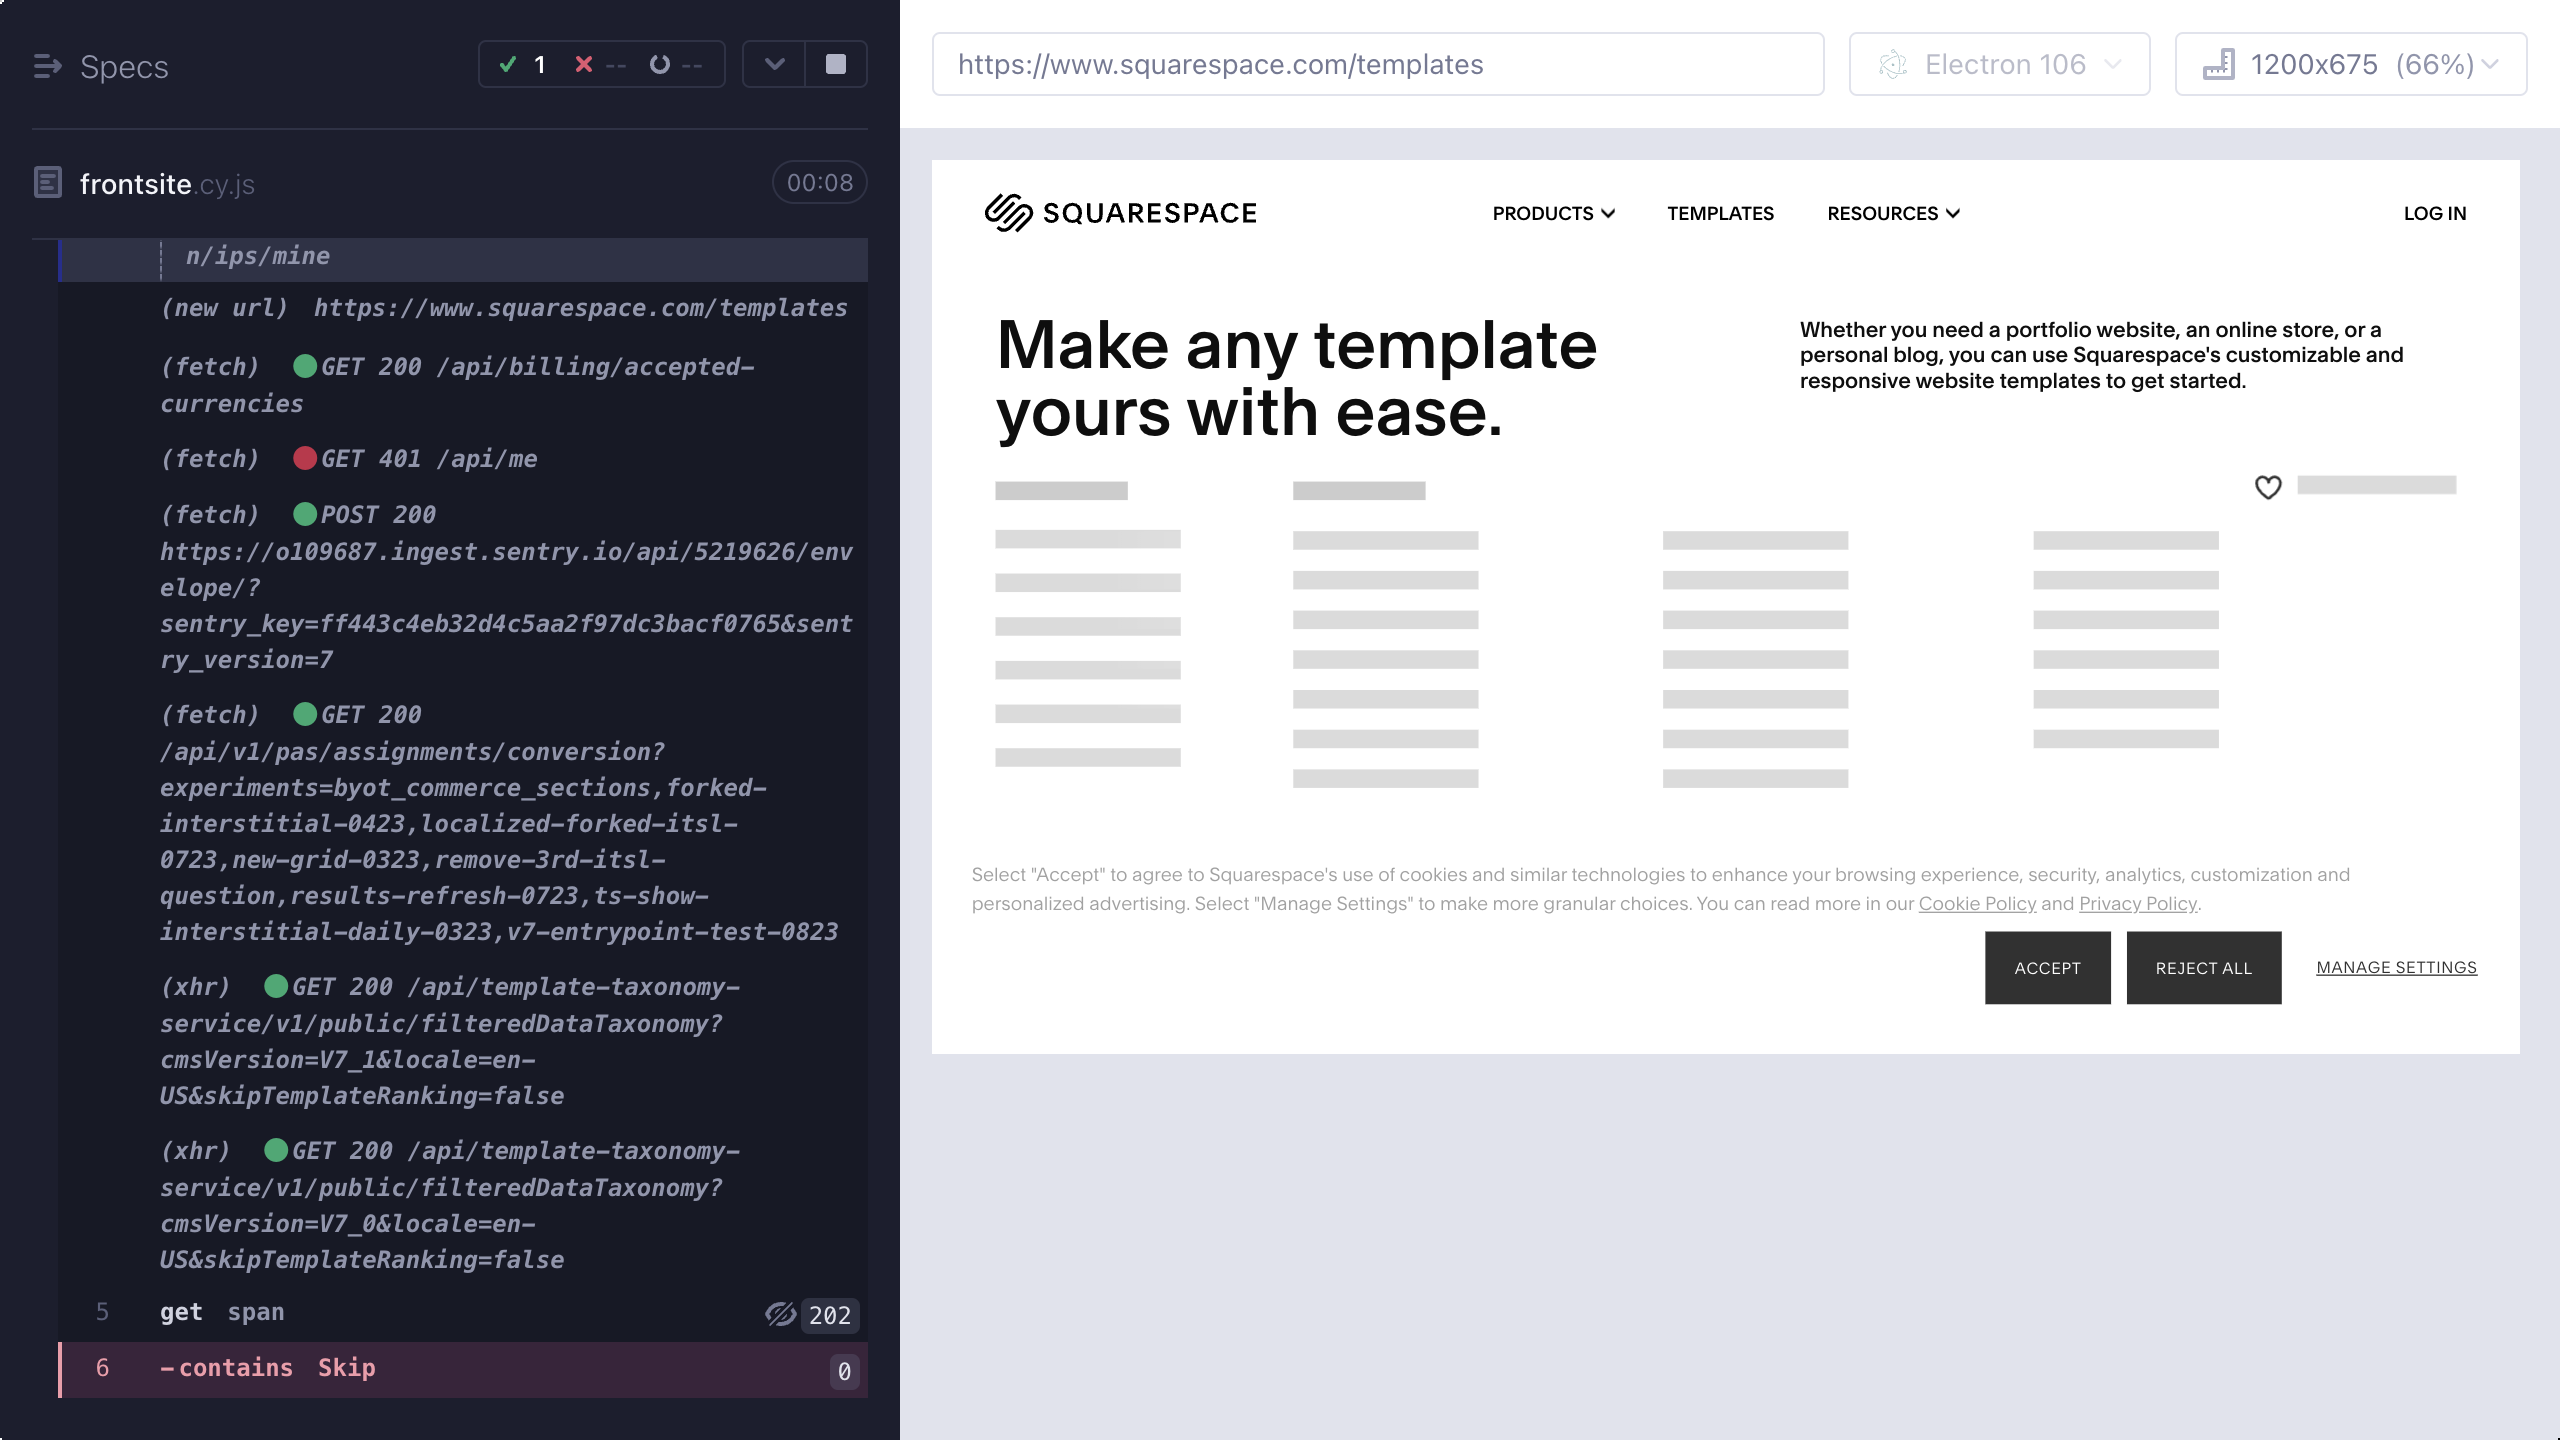 Specs
1
--
--
frontsite.cy.js
00:08
n/ips/mine
(new url) https://www.squarespace.com/templates
(fetch) GET 200 /api/billing/accepted-
currencies
(fetch) GET 401 /api/me
(fetch) POST 200
https://o109687.ingest.sentry.io/api/5219626/env
elope/?
sentry_key=ff443c4eb32d4c5aa2f97dc3bacf0765&sent
ry_version=7
(fetch) GET 200
/api/v1/pas/assignments/conversion?
experiments=byot_commerce_sections,forked-
interstitial-0423,localized-forked-itsl-
0723,new-grid-0323,remove-3rd-itsl-
question,results-refresh-0723,ts-show-
interstitial-daily-0323,v7-entrypoint-test-0823
(xhr) GET 200 /api/template-taxonomy-
service/v1/public/filteredDataTaxonomy?
cmsVersion=V7_1&locale=en-
US&skipTemplateRanking=false
(xhr) GET 200 /api/template-taxonomy-
service/v1/public/filteredDataTaxonomy?
cmsVersion=V7_0&locale=en-
US&skipTemplateRanking=false
5 get span 202
6 -contains Skip 0
https://www.squarespace.com/templates
Electron 106
1200x675 (66%)
SQUARESPACE
PRODUCTS
TEMPLATES
RESOURCES
LOG IN
Make any template
yours with ease.
Whether you need a portfolio website, an online store, or a
personal blog, you can use Squarespace's customizable and
responsive website templates to get started.
Select "Accept" to agree to Squarespace's use of cookies and similar technologies to enhance your browsing experience, security, analytics, customization and
personalized advertising. Select "Manage Settings" to make more granular choices. You can read more in our Cookie Policy and Privacy Policy.
ACCEPT
REJECT ALL
MANAGE SETTINGS